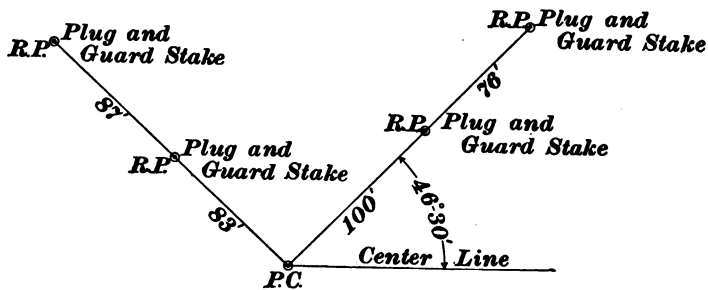 R.P. Plug and
Guard Stake
R.P. Plug and
Guard Stake
87'
R.P. Plug and
Guard Stake
76'
R.P. Plug and
Guard Stake
83'
100'
46°30'
Center Line
P.C.